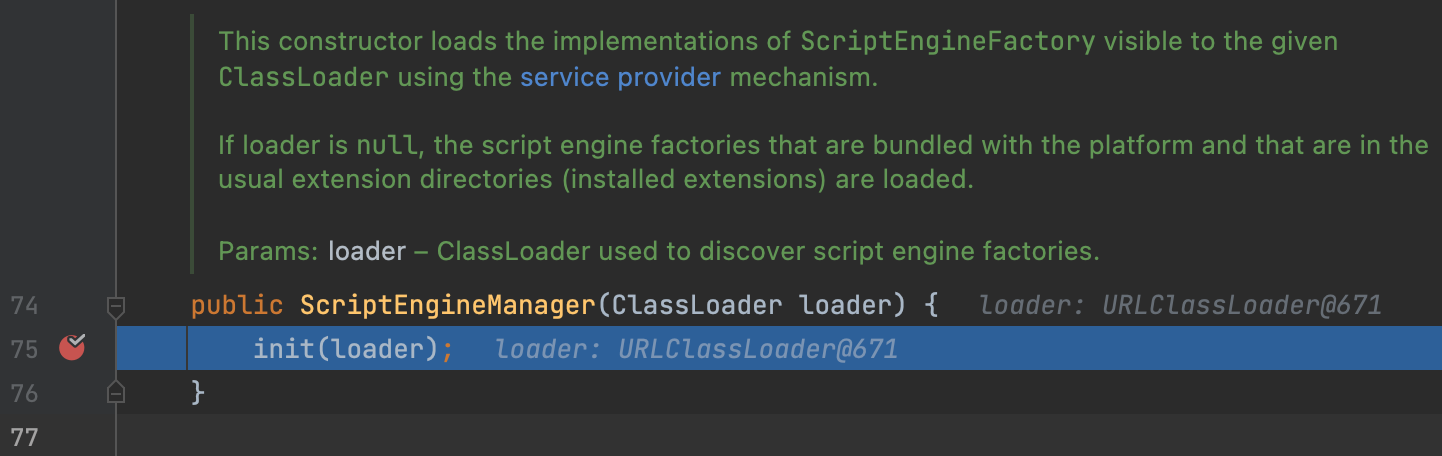 This constructor loads the implementations of ScriptEngineFactory visible to the given
ClassLoader using the service provider mechanism.
If loader is null, the script engine factories that are bundled with the platform and that are in the
usual extension directories (installed extensions) are loaded.
Params: loader – ClassLoader used to discover script engine factories.
74 public ScriptEngineManager(ClassLoader loader) { loader: URLClassLoader@671
75 init(loader); loader: URLClassLoader@671
76 }
77